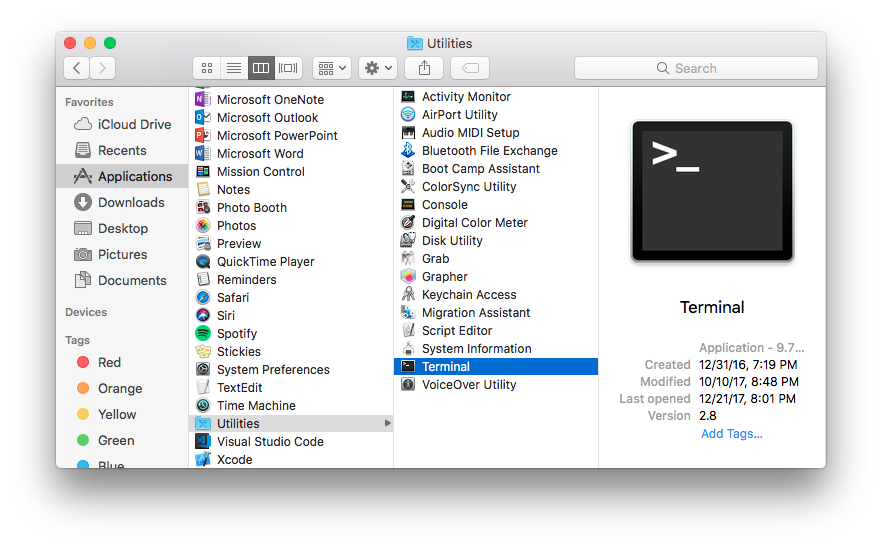 Utilities
Search
Favorites
iCloud Drive
Recents
Applications
Downloads
Desktop
Pictures
Documents
Devices
Tags
Red
Orange
Yellow
Green
Blue
Microsoft OneNote
Microsoft Outlook
Microsoft PowerPoint
Microsoft Word
Mission Control
Notes
Photo Booth
Photos
Preview
QuickTime Player
Reminders
Safari
Siri
Spotify
Stickies
System Preferences
TextEdit
Time Machine
Utilities
Visual Studio Code
Xcode
Activity Monitor
AirPort Utility
Audio MIDI Setup
Bluetooth File Exchange
Boot Camp Assistant
ColorSync Utility
Console
Digital Color Meter
Disk Utility
Grab
Grapher
Keychain Access
Migration Assistant
Script Editor
System Information
Terminal
VoiceOver Utility
>_
Terminal
Application - 9.7...
Created 12/31/16, 7:19 PM
Modified 10/10/17, 8:48 PM
Last opened 12/21/17, 8:01 PM
Version 2.8
Add Tags...